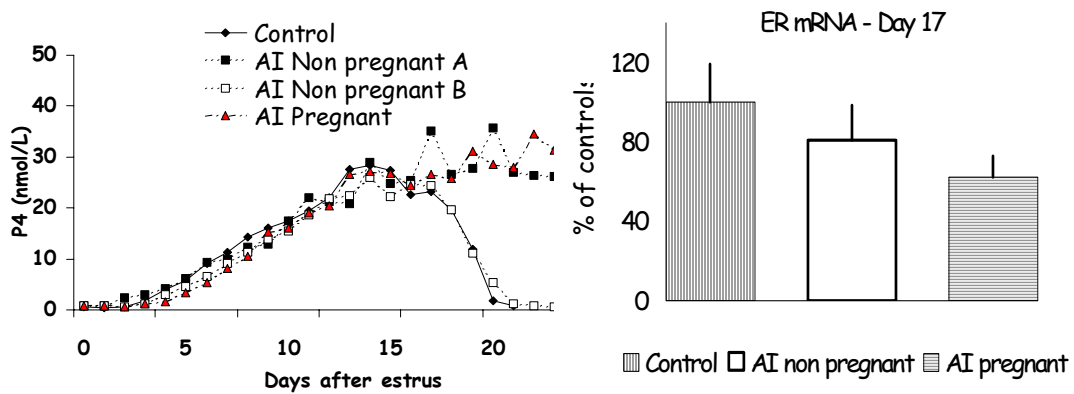 Control
AI Non pregnant A
AI Non pregnant B
AI Pregnant
50
40
30
20
10
0
P4 (nmol/L)
0 5 10 15 20
Days after estrus
ER mRNA - Day 17
120
80
40
0
% of controls
Control AI non pregnant AI pregnant